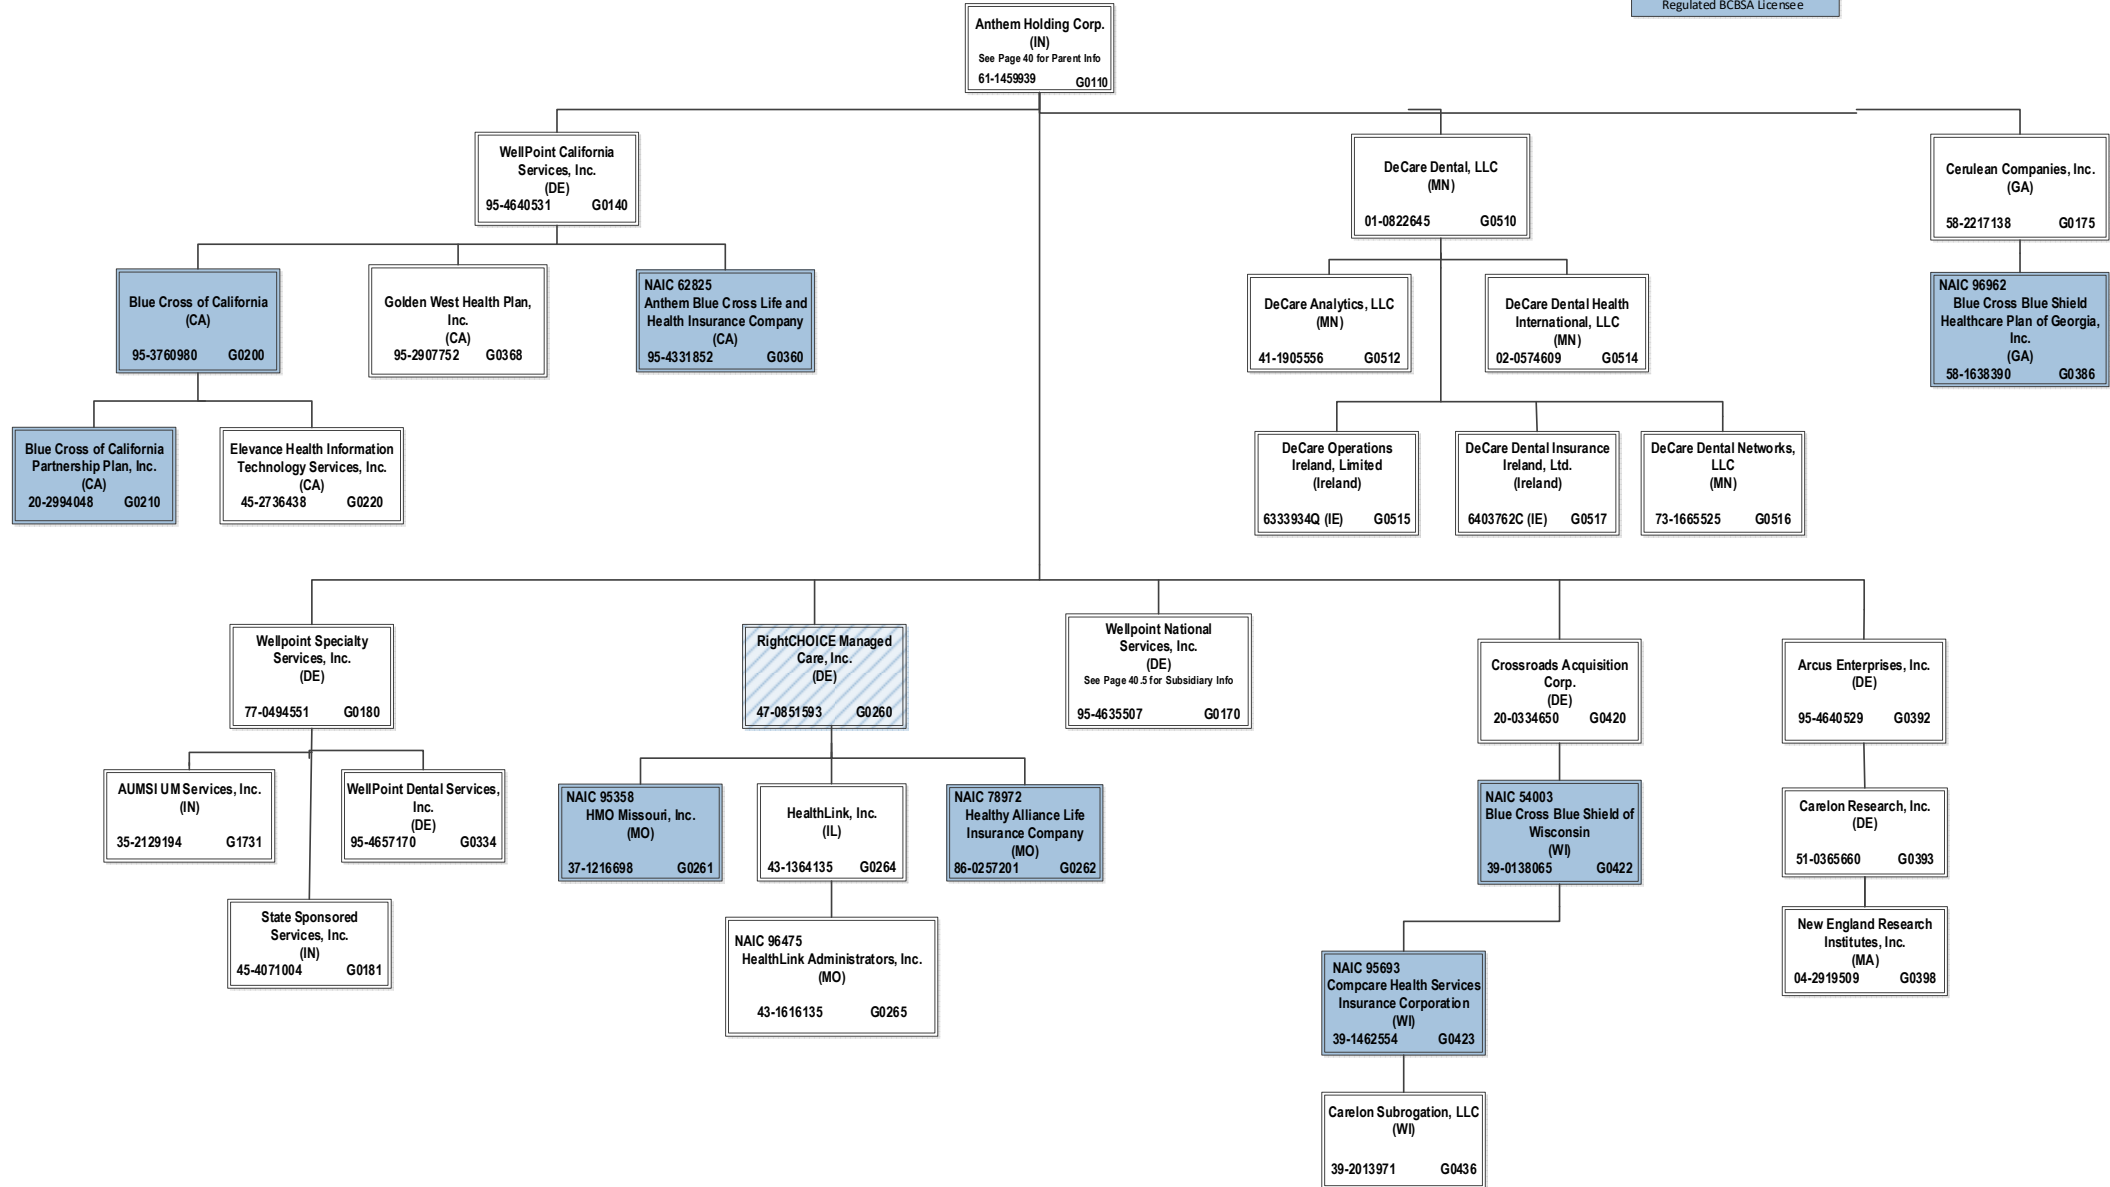 Regulated BCBSA Licensee
Anthem Holding Corp.
(IN)
See Page 40 for Parent Info
61-1459939 G0110
WellPoint California
Services, Inc.
(DE)
95-4640531 G0140
DeCare Dental, LLC
(MN)
01-0822645 G0510
Cerulean Companies, Inc.
(GA)
58-2217138 G0175
Blue Cross of California
(CA)
95-3760980 G0200
Golden West Health Plan,
Inc.
(CA)
95-2907752 G0368
NAIC 62825
Anthem Blue Cross Life and
Health Insurance Company
(CA)
95-4331852 G0360
DeCare Analytics, LLC
(MN)
41-1905556 G0512
DeCare Dental Health
International, LLC
(MN)
02-0574609 G0514
NAIC 96962
Blue Cross Blue Shield
Healthcare Plan of Georgia,
Inc.
(GA)
58-1638390 G0386
Blue Cross of California
Partnership Plan, Inc.
(CA)
20-2994048 G0210
Elevance Health Information
Technology Services, Inc.
(CA)
45-2736438 G0220
DeCare Operations
Ireland, Limited
(Ireland)
6333934Q (IE) G0515
DeCare Dental Insurance
Ireland, Ltd.
(Ireland)
6403762C (IE) G0517
DeCare Dental Networks,
LLC
(MN)
73-1665525 G0516
Wellpoint Specialty
Services, Inc.
(DE)
77-0494551 G0180
RightCHOICE Managed
Care, Inc.
(DE)
47-0851593 G0260
Wellpoint National
Services, Inc.
(DE)
See Page 40.5 for Subsidiary Info
95-4635507 G0170
Crossroads Acquisition
Corp.
(DE)
20-0334650 G0420
Arcus Enterprises, Inc.
(DE)
95-4640529 G0392
AUMSI UM Services, Inc.
(IN)
35-2129194 G1731
WellPoint Dental Services,
Inc.
(DE)
95-4657170 G0334
NAIC 95358
HMO Missouri, Inc.
(MO)
37-1216698 G0261
HealthLink, Inc.
(IL)
43-1364135 G0264
NAIC 78972
Healthy Alliance Life
Insurance Company
(MO)
86-0257201 G0262
NAIC 54003
Blue Cross Blue Shield of
Wisconsin
(WI)
39-0138065 G0422
Carelon Research, Inc.
(DE)
51-0365660 G0393
State Sponsored
Services, Inc.
(IN)
45-4071004 G0181
NAIC 96475
HealthLink Administrators, Inc.
(MO)
43-1616135 G0265
NAIC 95693
Compcare Health Services
Insurance Corporation
(WI)
39-1462554 G0423
New England Research
Institutes, Inc.
(MA)
04-2919509 G0398
Carelon Subrogation, LLC
(WI)
39-2013971 G0436